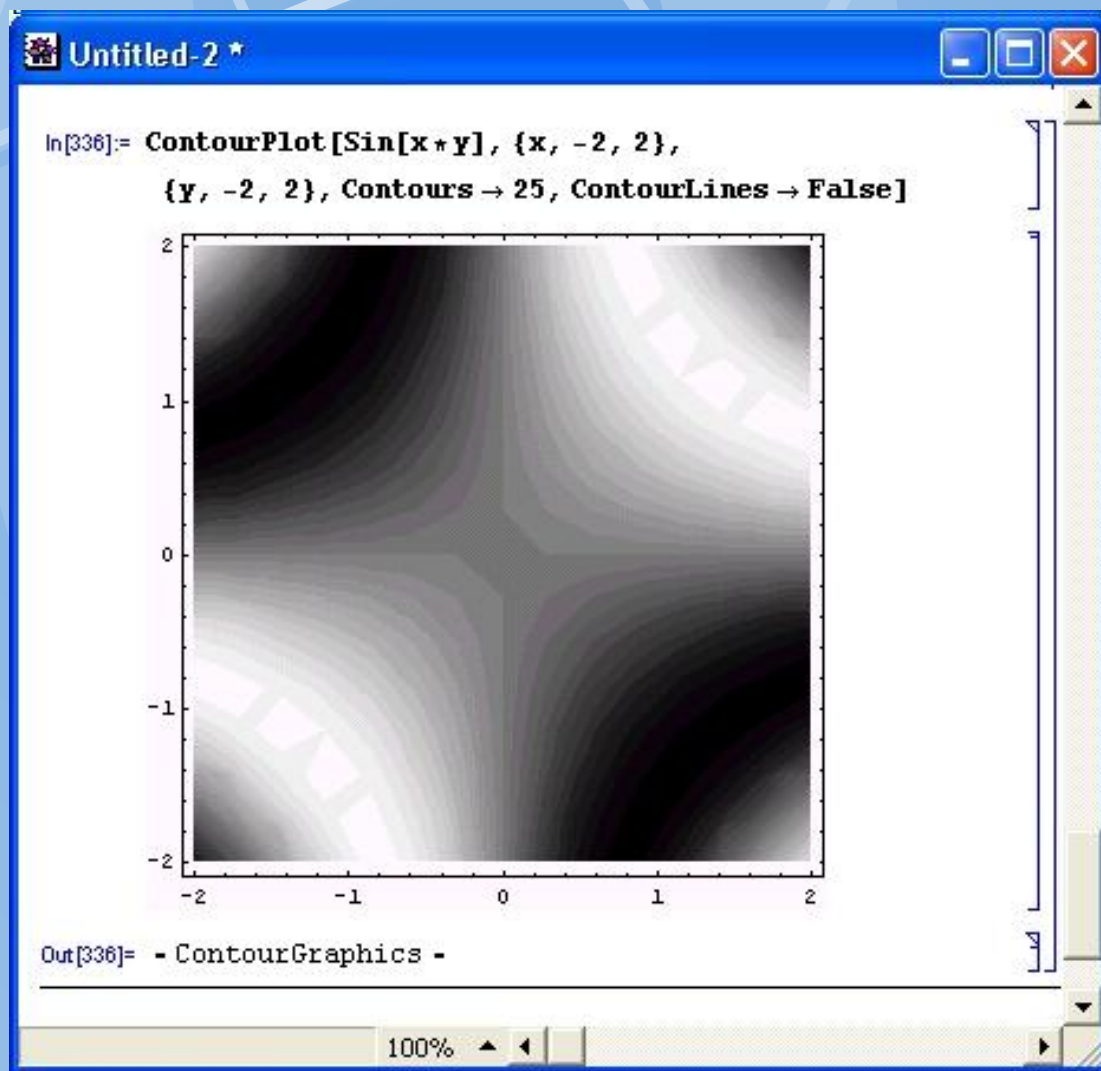 Untitled-2 *
In[336]:= ContourPlot[Sin[x*y], {x, -2, 2},
{y, -2, 2}, Contours → 25, ContourLines → False]
2
1
0
-1
-2
-2 -1 0 1 2
Out[336]= - ContourGraphics -
100%